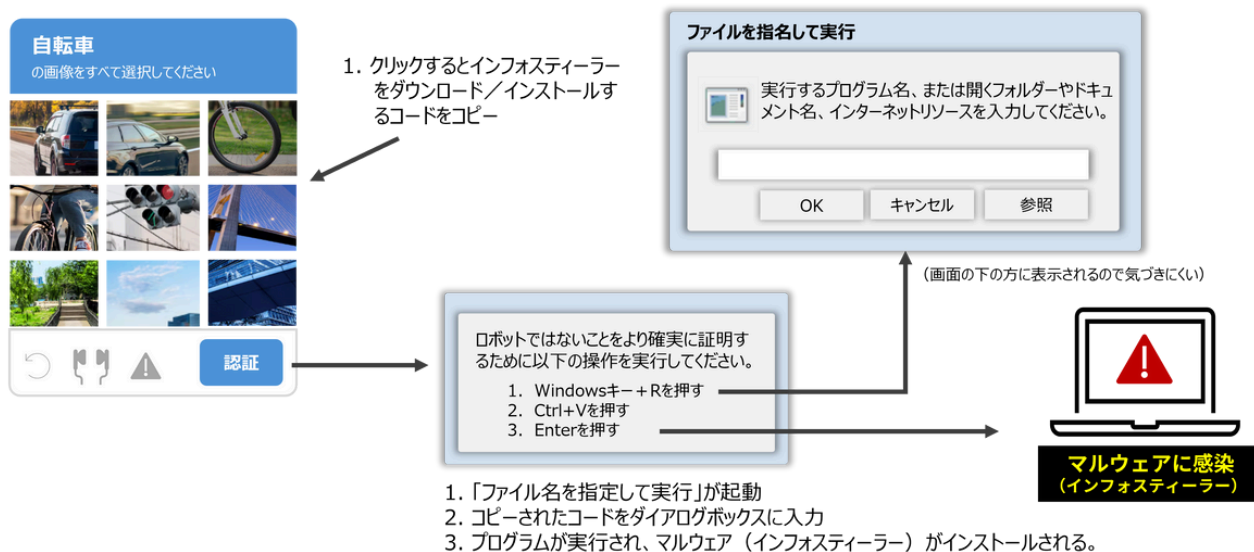 自転車
の画像をすべて選択してください
認証
1. クリックするとインフォスティーラー
をダウンロード／インストールす
るコードをコピー
ファイルを指名して実行
実行するプログラム名、または開くフォルダーやドキュ
メント名、インターネットリソースを入力してください。
OK
キャンセル
参照
(画面の下の方に表示されるので気づきにくい)
ロボットではないことをより確実に証明す
るために以下の操作を実行してください。
1. Windowsキー＋Rを押す
2. Ctrl+Vを押す
3. Enterを押す
マルウェアに感染
(インフォスティーラー)
1. 「ファイル名を指定して実行」が起動
2. コピーされたコードをダイアログボックスに入力
3. プログラムが実行され、マルウェア（インフォスティーラー）がインストールされる。